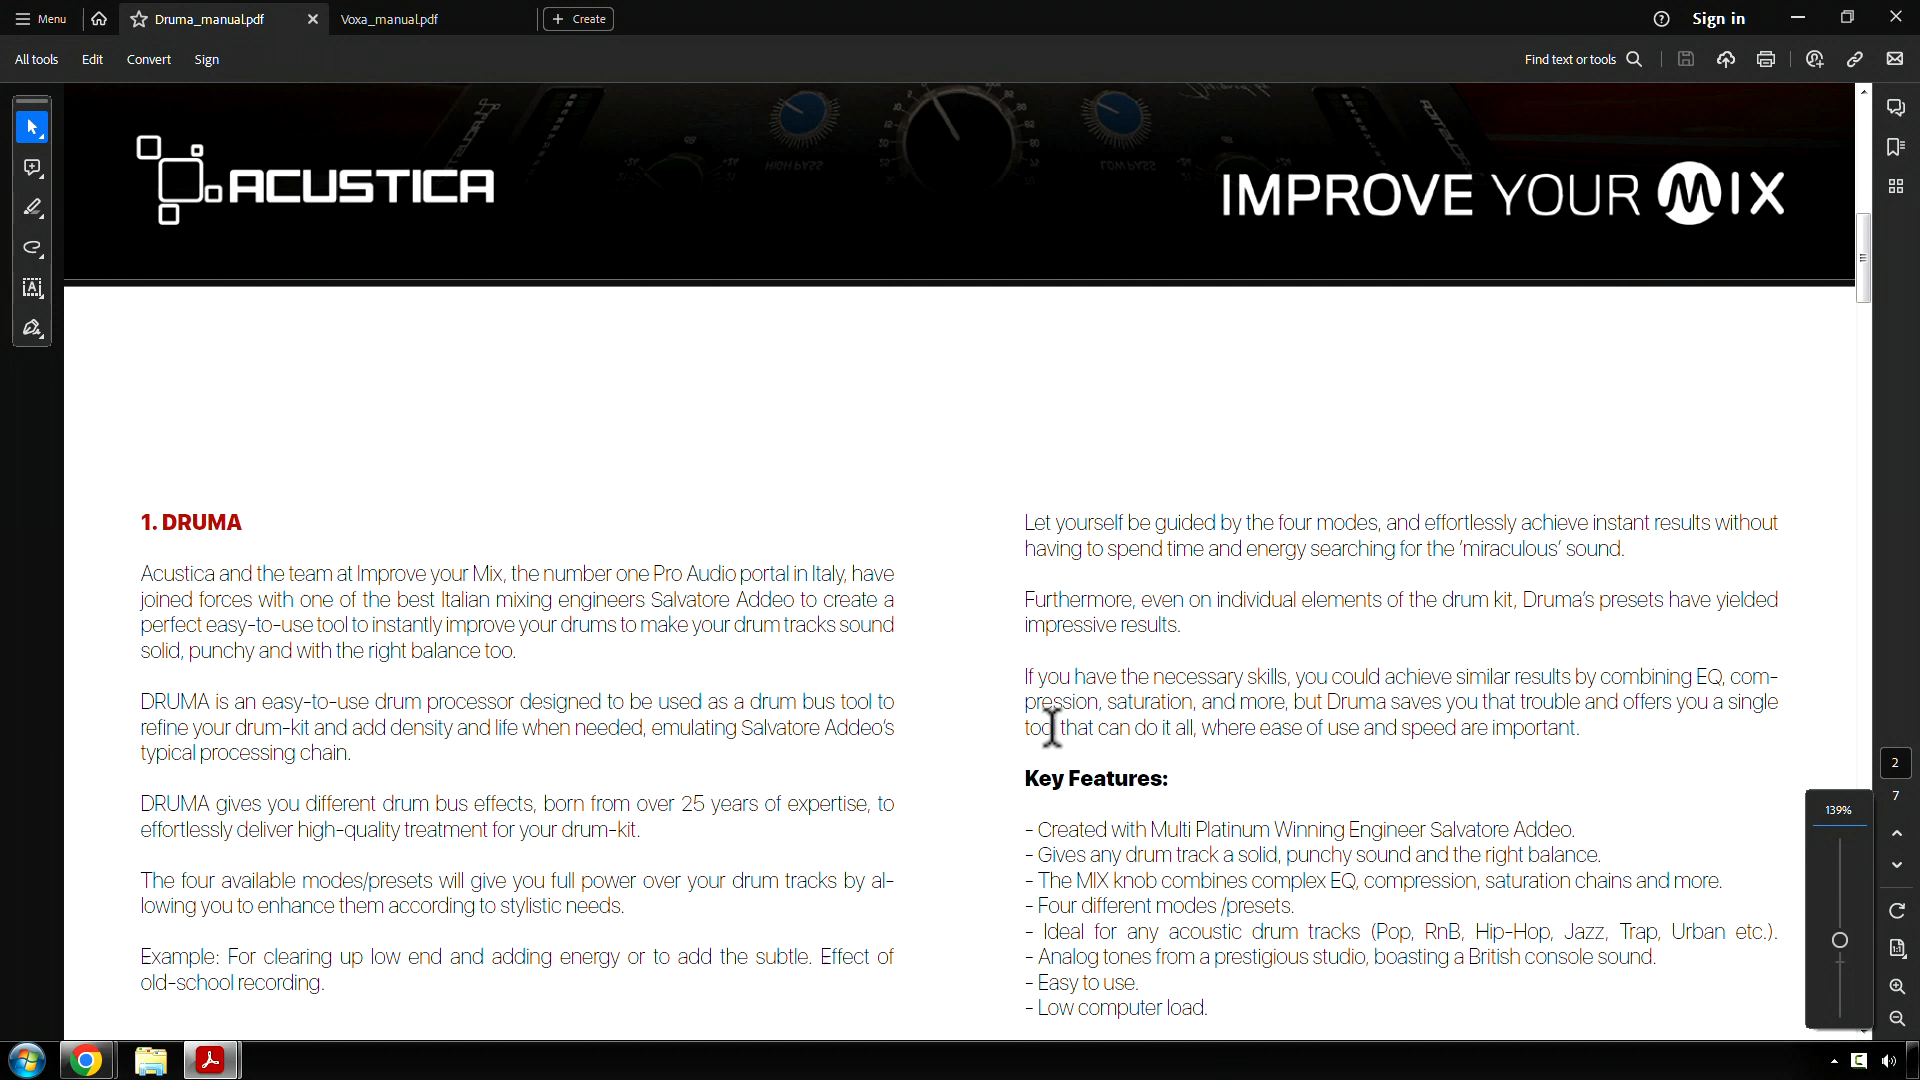 Menu
Druma_manual.pdf
Voxa_manual.pdf
Create
Sign in
All tools
Edit
Convert
Sign
Find text or tools
ACUSTICA
IMPROVE YOUR MIX
HIGH PASS
LOW PASS
1. DRUMA
Acustica and the team at Improve your Mix, the number one Pro Audio portal in Italy, have
joined forces with one of the best Italian mixing engineers Salvatore Addeo to create a
perfect easy-to-use tool to instantly improve your drums to make your drum tracks sound
solid, punchy and with the right balance too.
DRUMA is an easy-to-use drum processor designed to be used as a drum bus tool to
refine your drum-kit and add density and life when needed, emulating Salvatore Addeo's
typical processing chain.
DRUMA gives you different drum bus effects, born from over 25 years of expertise, to
effortlessly deliver high-quality treatment for your drum-kit.
The four available modes/presets will give you full power over your drum tracks by al-
lowing you to enhance them according to stylistic needs.
Example: For clearing up low end and adding energy or to add the subtle. Effect of
old-school recording.
Let yourself be guided by the four modes, and effortlessly achieve instant results without
having to spend time and energy searching for the 'miraculous' sound.
Furthermore, even on individual elements of the drum kit, Druma's presets have yielded
impressive results.
If you have the necessary skills, you could achieve similar results by combining EQ, com-
pression, saturation, and more, but Druma saves you that trouble and offers you a single
tool that can do it all, where ease of use and speed are important.
Key Features:
- Created with Multi Platinum Winning Engineer Salvatore Addeo.
- Gives any drum track a solid, punchy sound and the right balance.
- The MIX knob combines complex EQ, compression, saturation chains and more.
- Four different modes /presets.
- Ideal for any acoustic drum tracks (Pop, RnB, Hip-Hop, Jazz, Trap, Urban etc.).
- Analog tones from a prestigious studio, boasting a British console sound.
- Easy to use.
- Low computer load.
2
7
139%